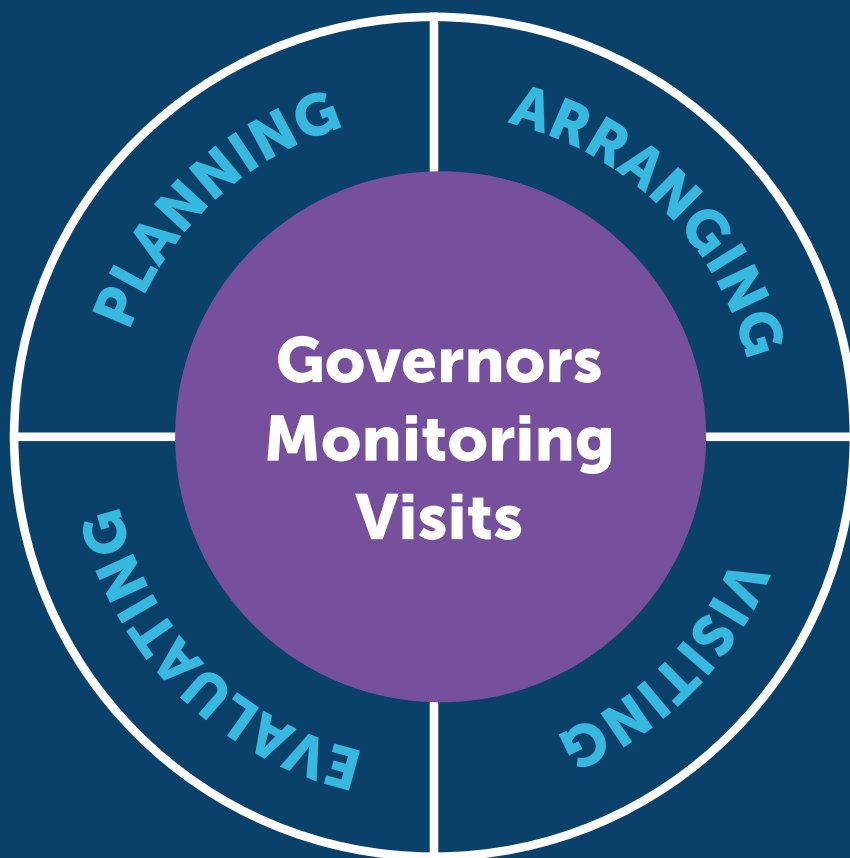 PLANNING
ARRANGING
Governors
Monitoring
Visits
EVALUATING
VISITING